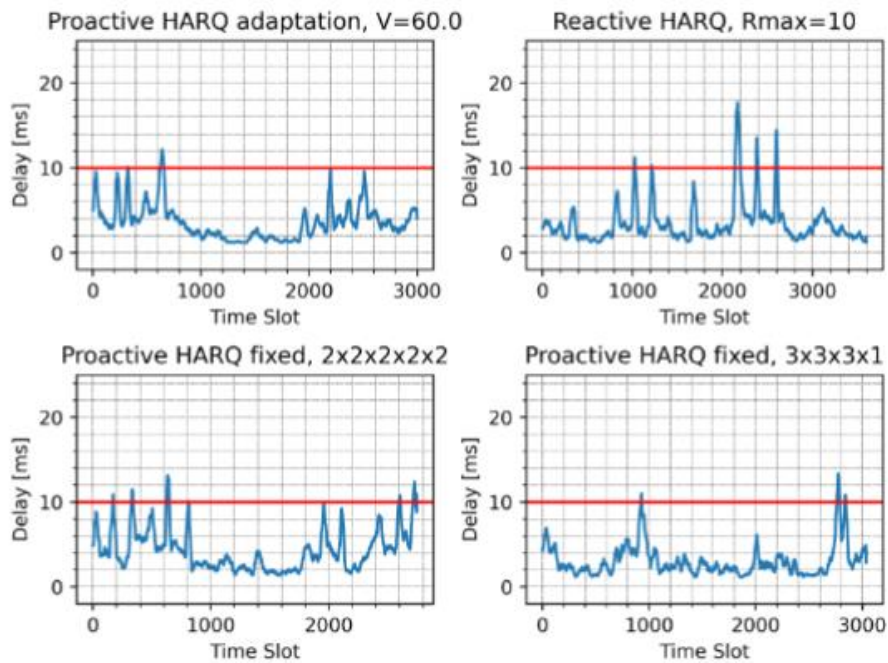 Proactive HARQ adaptation, V=60.0
Delay [ms]
20
10
0
0 1000 2000 3000
Time Slot
Reactive HARQ, Rmax=10
Delay [ms]
20
10
0
0 1000 2000 3000
Time Slot
Proactive HARQ fixed, 2x2x2x2x2
Delay [ms]
20
10
0
0 1000 2000
Time Slot
Proactive HARQ fixed, 3x3x3x1
Delay [ms]
20
10
0
0 1000 2000 3000
Time Slot